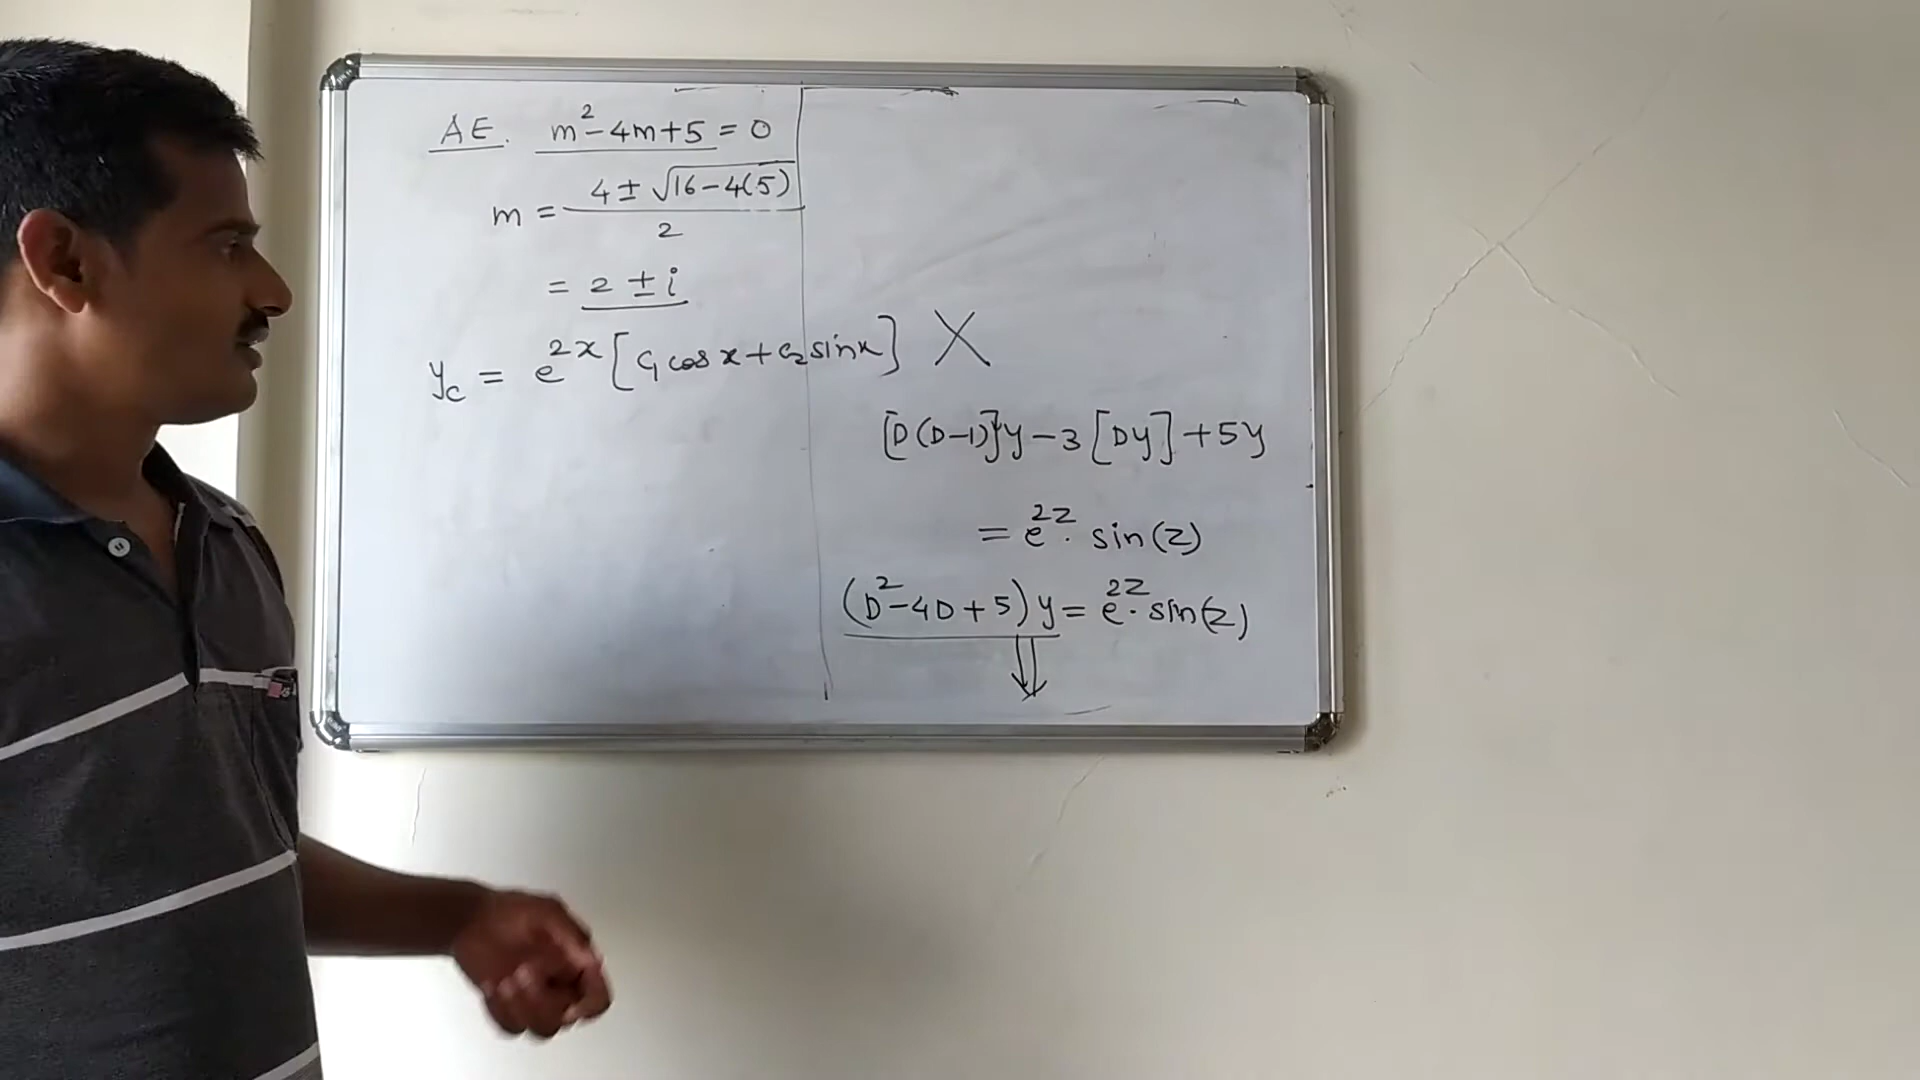 AE. m²-4m+5 = 0
m = 4 ± √16-4(5) / 2
= 2 ± i
y_c = e^2x [c₁ cos x + c₂ sin x] X
[D(D-1)]y - 3[Dy] + 5y
= e^2z . sin(z)
(D²-4D+5)y = e^2z . sin(z)